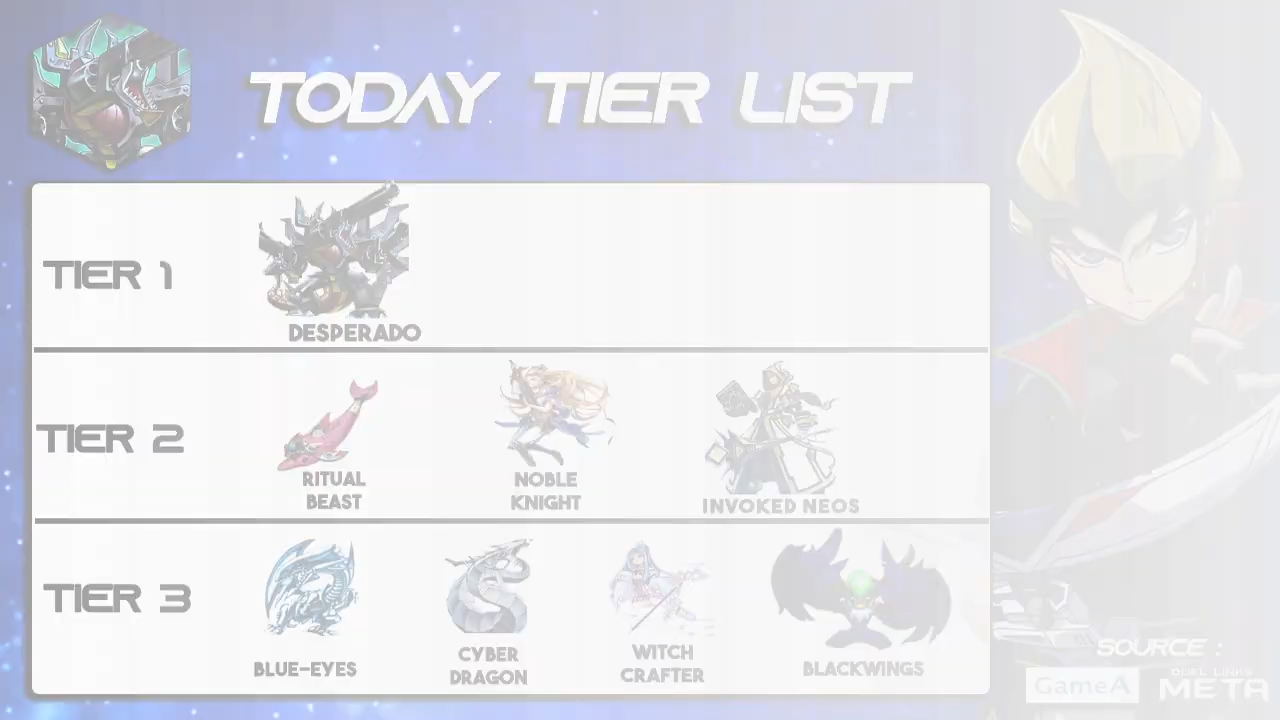 TODAY TIER LIST
TIER 1
DESPERADO
TIER 2
RITUAL
BEAST
NOBLE
KNIGHT
INVOKED NEOS
TIER 3
BLUE-EYES
CYBER
DRAGON
WITCH
CRAFTER
BLACKWINGS
SOURCE :
GameA
DUEL LINKS
META